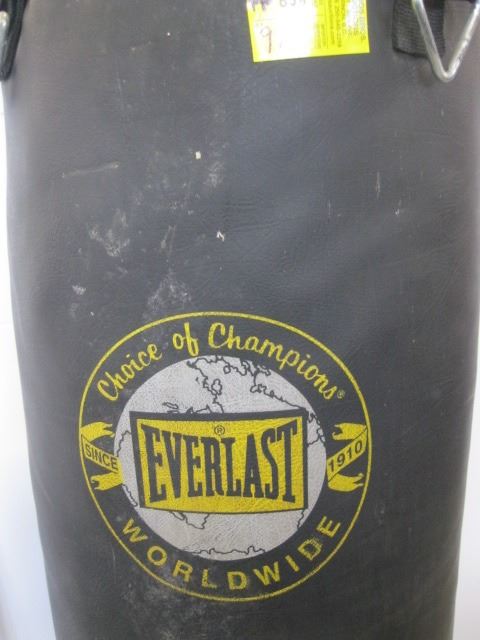 Choice of Champions®
EVERLAST®
SINCE 1910
WORLDWIDE